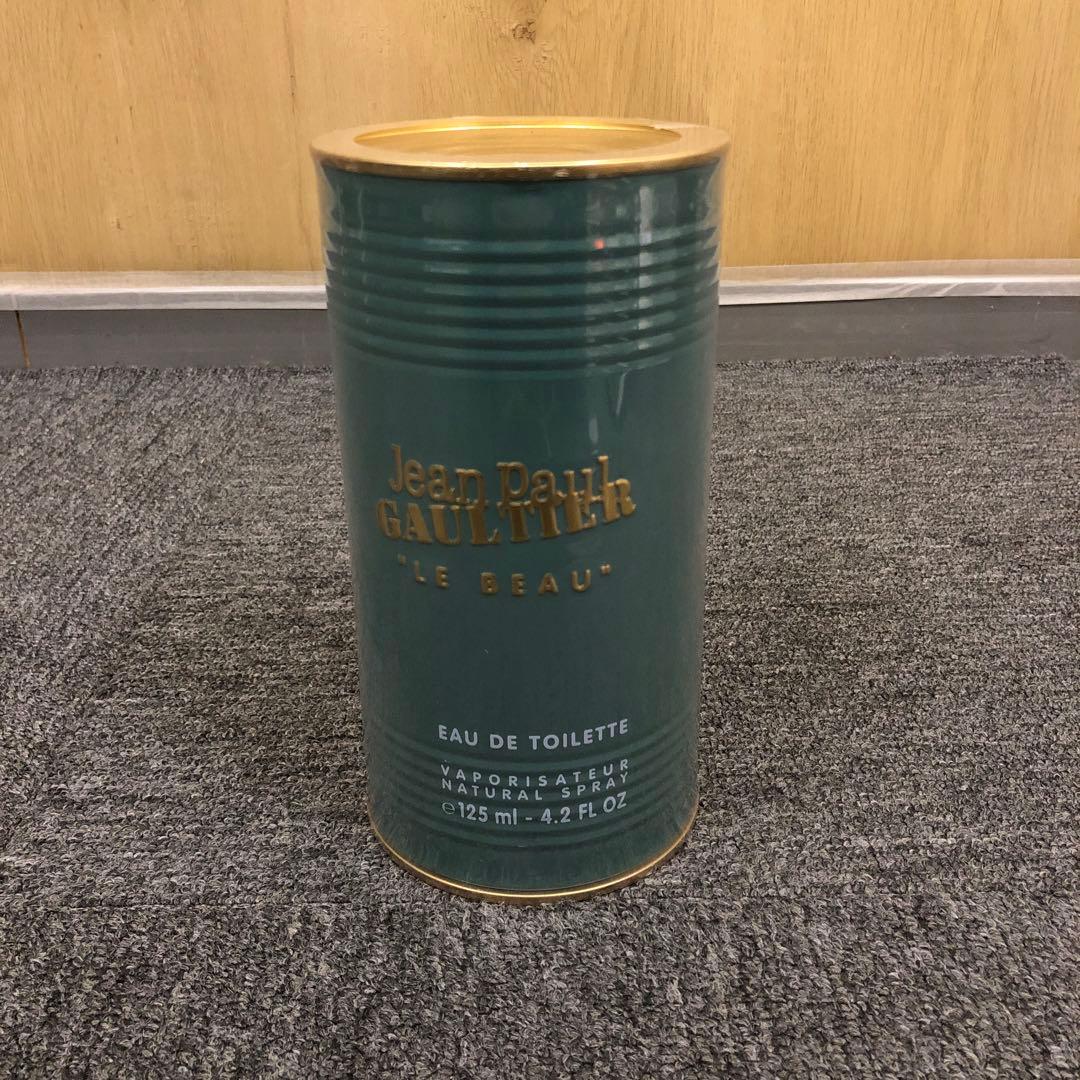 Jean Paul
GAULTIER
"LE BEAU"
EAU DE TOILETTE
VAPORISATEUR
NATURAL SPRAY
℮125 ml - 4.2 FL OZ